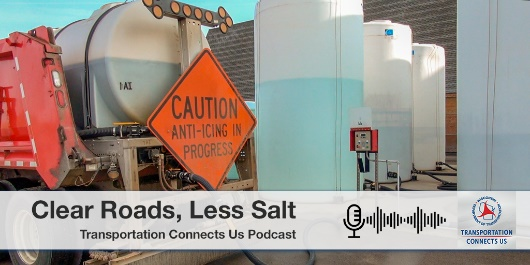 CAUTION
ANTI-ICING IN
PROGRESS
Clear Roads, Less Salt
Transportation Connects Us Podcast
TRANSPORTATION
CONNECTS US